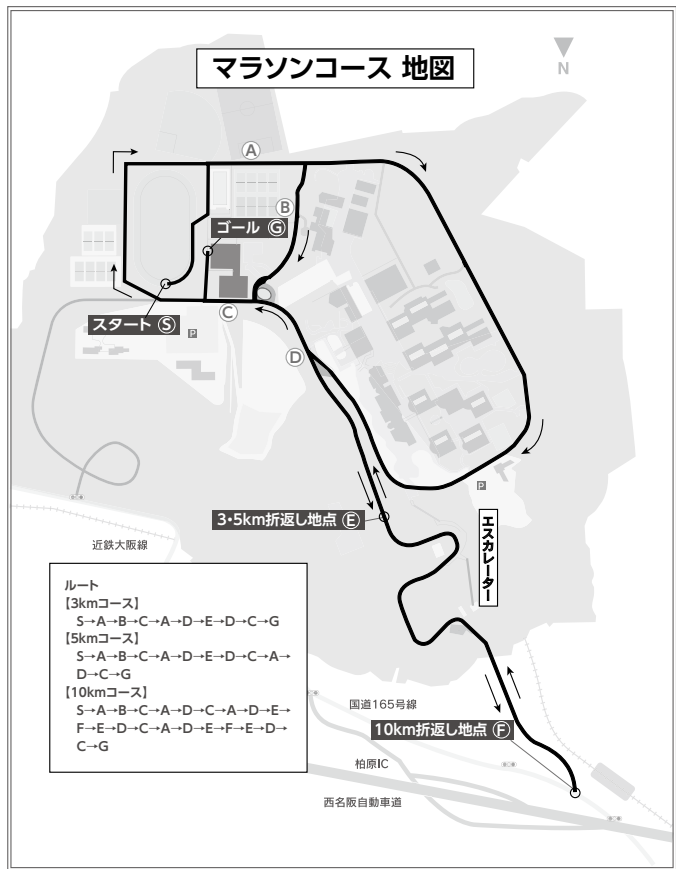 マラソンコース 地図
N
A
B
ゴール G
C
スタート S
P
D
3・5km折返し地点 E
P
エスカレーター
近鉄大阪線
ルート
【3kmコース】
S→A→B→C→A→D→E→D→C→G
【5kmコース】
S→A→B→C→A→D→E→D→C→A→
D→C→G
【10kmコース】
S→A→B→C→A→D→C→A→D→E→
F→E→D→C→A→D→E→F→E→D→
C→G
国道165号線
10km折返し地点 F
柏原IC
西名阪自動車道